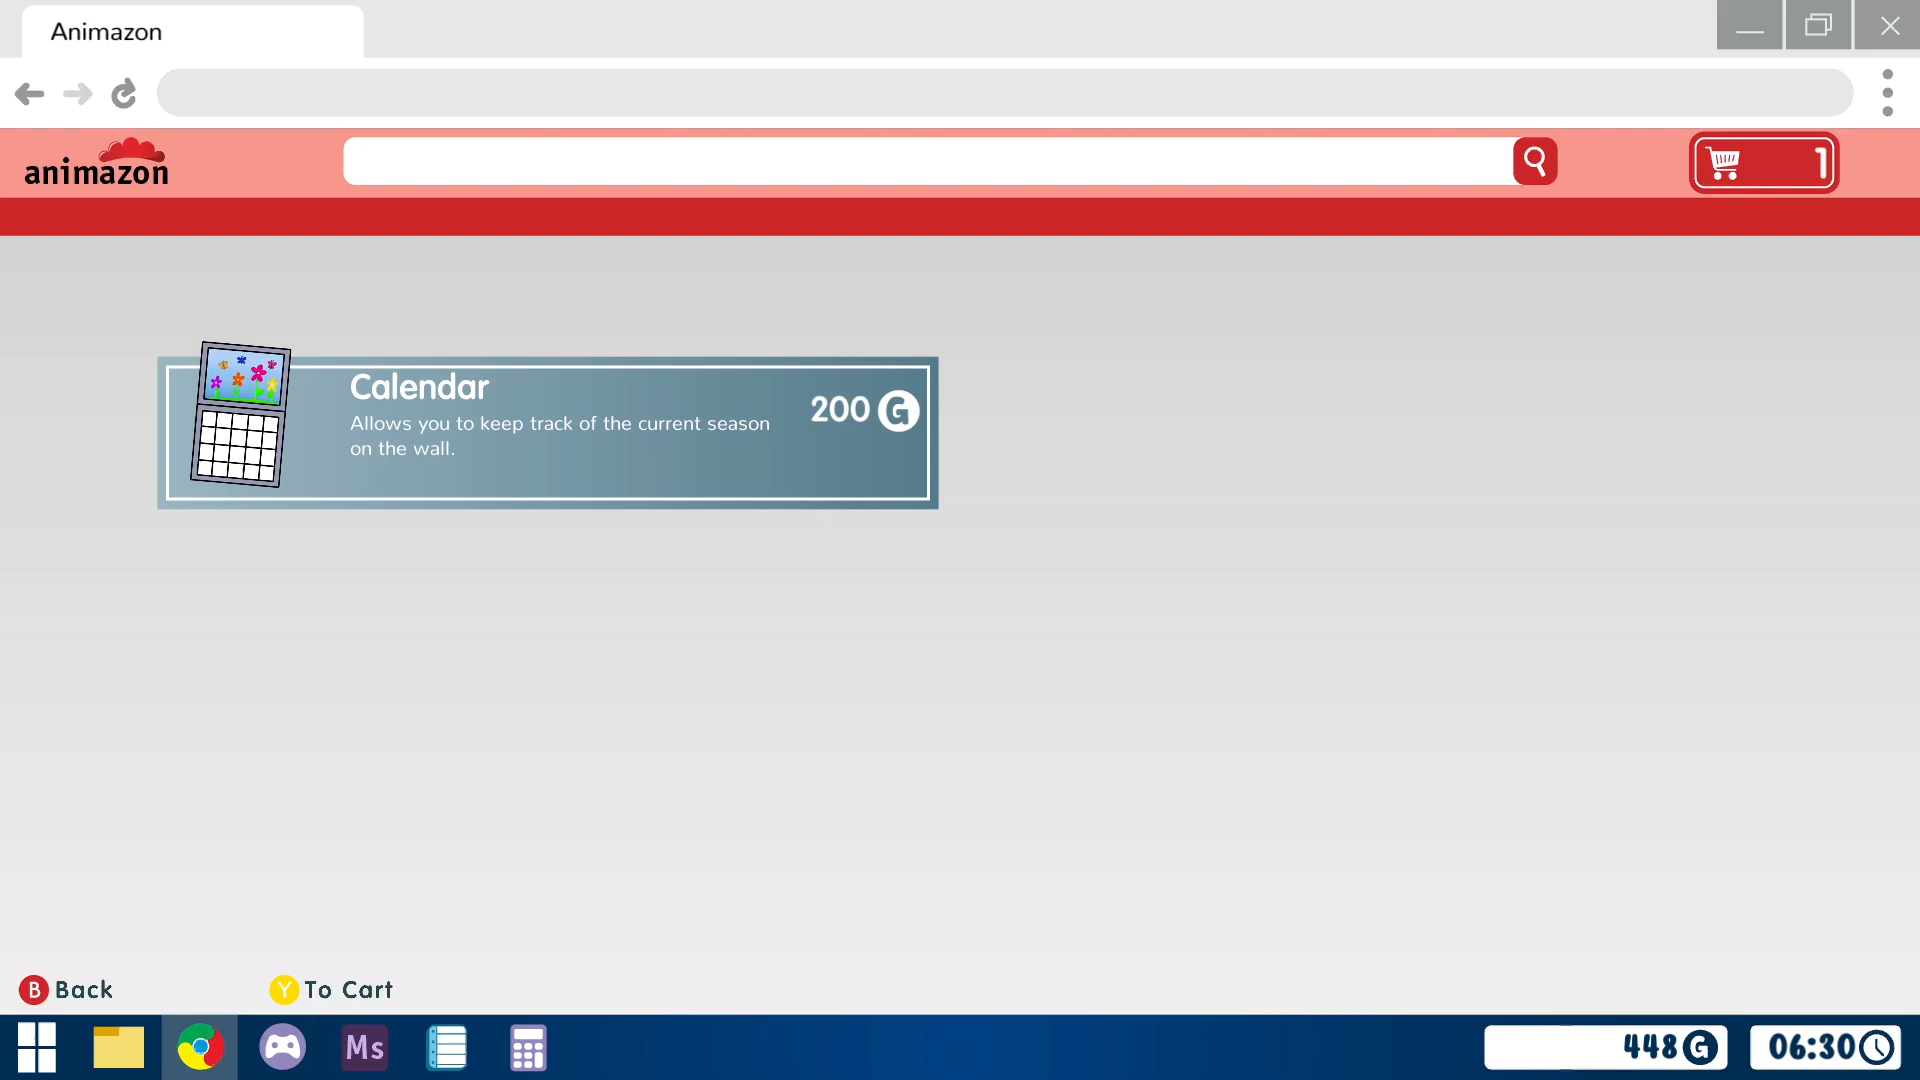 Animazon
animazon
1
Calendar
Allows you to keep track of the current season
on the wall.
200 G
B Back
Y To Cart
Ms
448 G
06:30